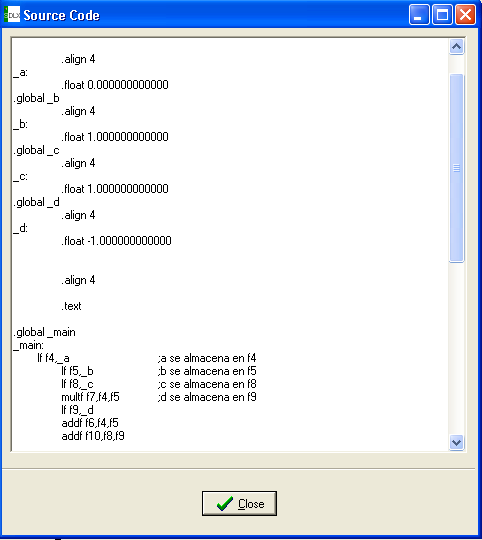 DLX Source Code
.align 4
_a:
.float 0.000000000000
.global _b
.align 4
_b:
.float 1.000000000000
.global _c
.align 4
_c:
.float 1.000000000000
.global _d
.align 4
_d:
.float -1.000000000000
.align 4
.text
.global _main
_main:
lf f4,_a ;a se almacena en f4
lf f5,_b ;b se almacena en f5
lf f8,_c ;c se almacena en f8
multf f7,f4,f5 ;d se almacena en f9
lf f9,_d
addf f6,f4,f5
addf f10,f8,f9
Close